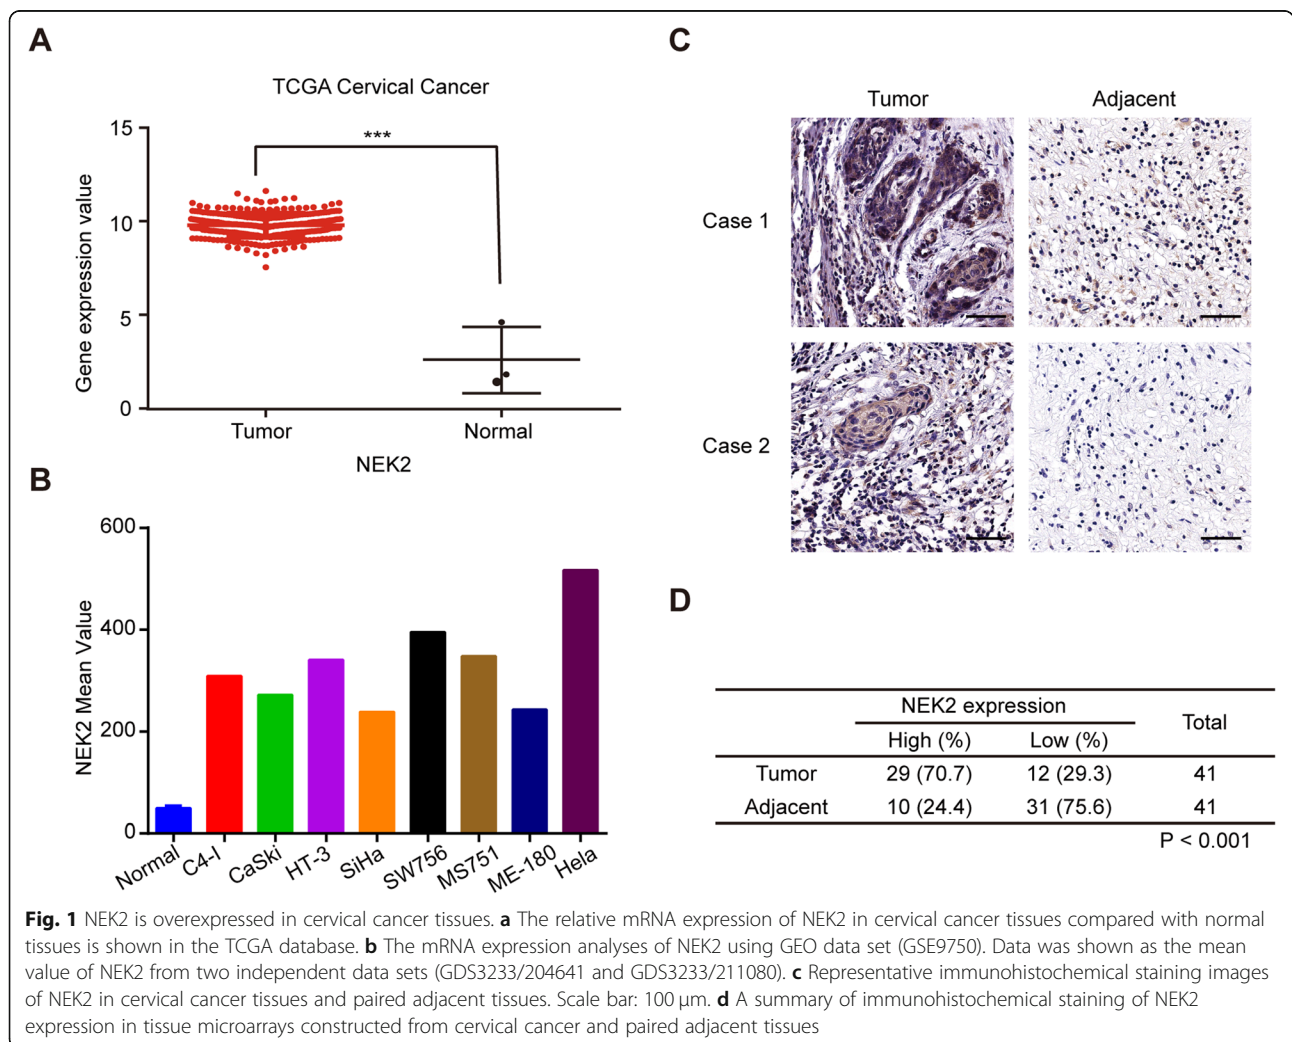 A
TCGA Cervical Cancer
***
Gene expression value
15
10
5
0
Tumor
Normal
B
NEK2
NEK2 Mean Value
600
400
200
0
Normal
C4-I
CaSki
HT-3
SiHa
SW756
MS751
ME-180
Hela
C
Tumor
Adjacent
Case 1
Case 2
D
NEK2 expression
Total
High (%)
Low (%)
Tumor 29 (70.7) 12 (29.3) 41
Adjacent 10 (24.4) 31 (75.6) 41
P < 0.001
Fig. 1 NEK2 is overexpressed in cervical cancer tissues. a The relative mRNA expression of NEK2 in cervical cancer tissues compared with normal
tissues is shown in the TCGA database. b The mRNA expression analyses of NEK2 using GEO data set (GSE9750). Data was shown as the mean
value of NEK2 from two independent data sets (GDS3233/204641 and GDS3233/211080). c Representative immunohistochemical staining images
of NEK2 in cervical cancer tissues and paired adjacent tissues. Scale bar: 100 μm. d A summary of immunohistochemical staining of NEK2
expression in tissue microarrays constructed from cervical cancer and paired adjacent tissues